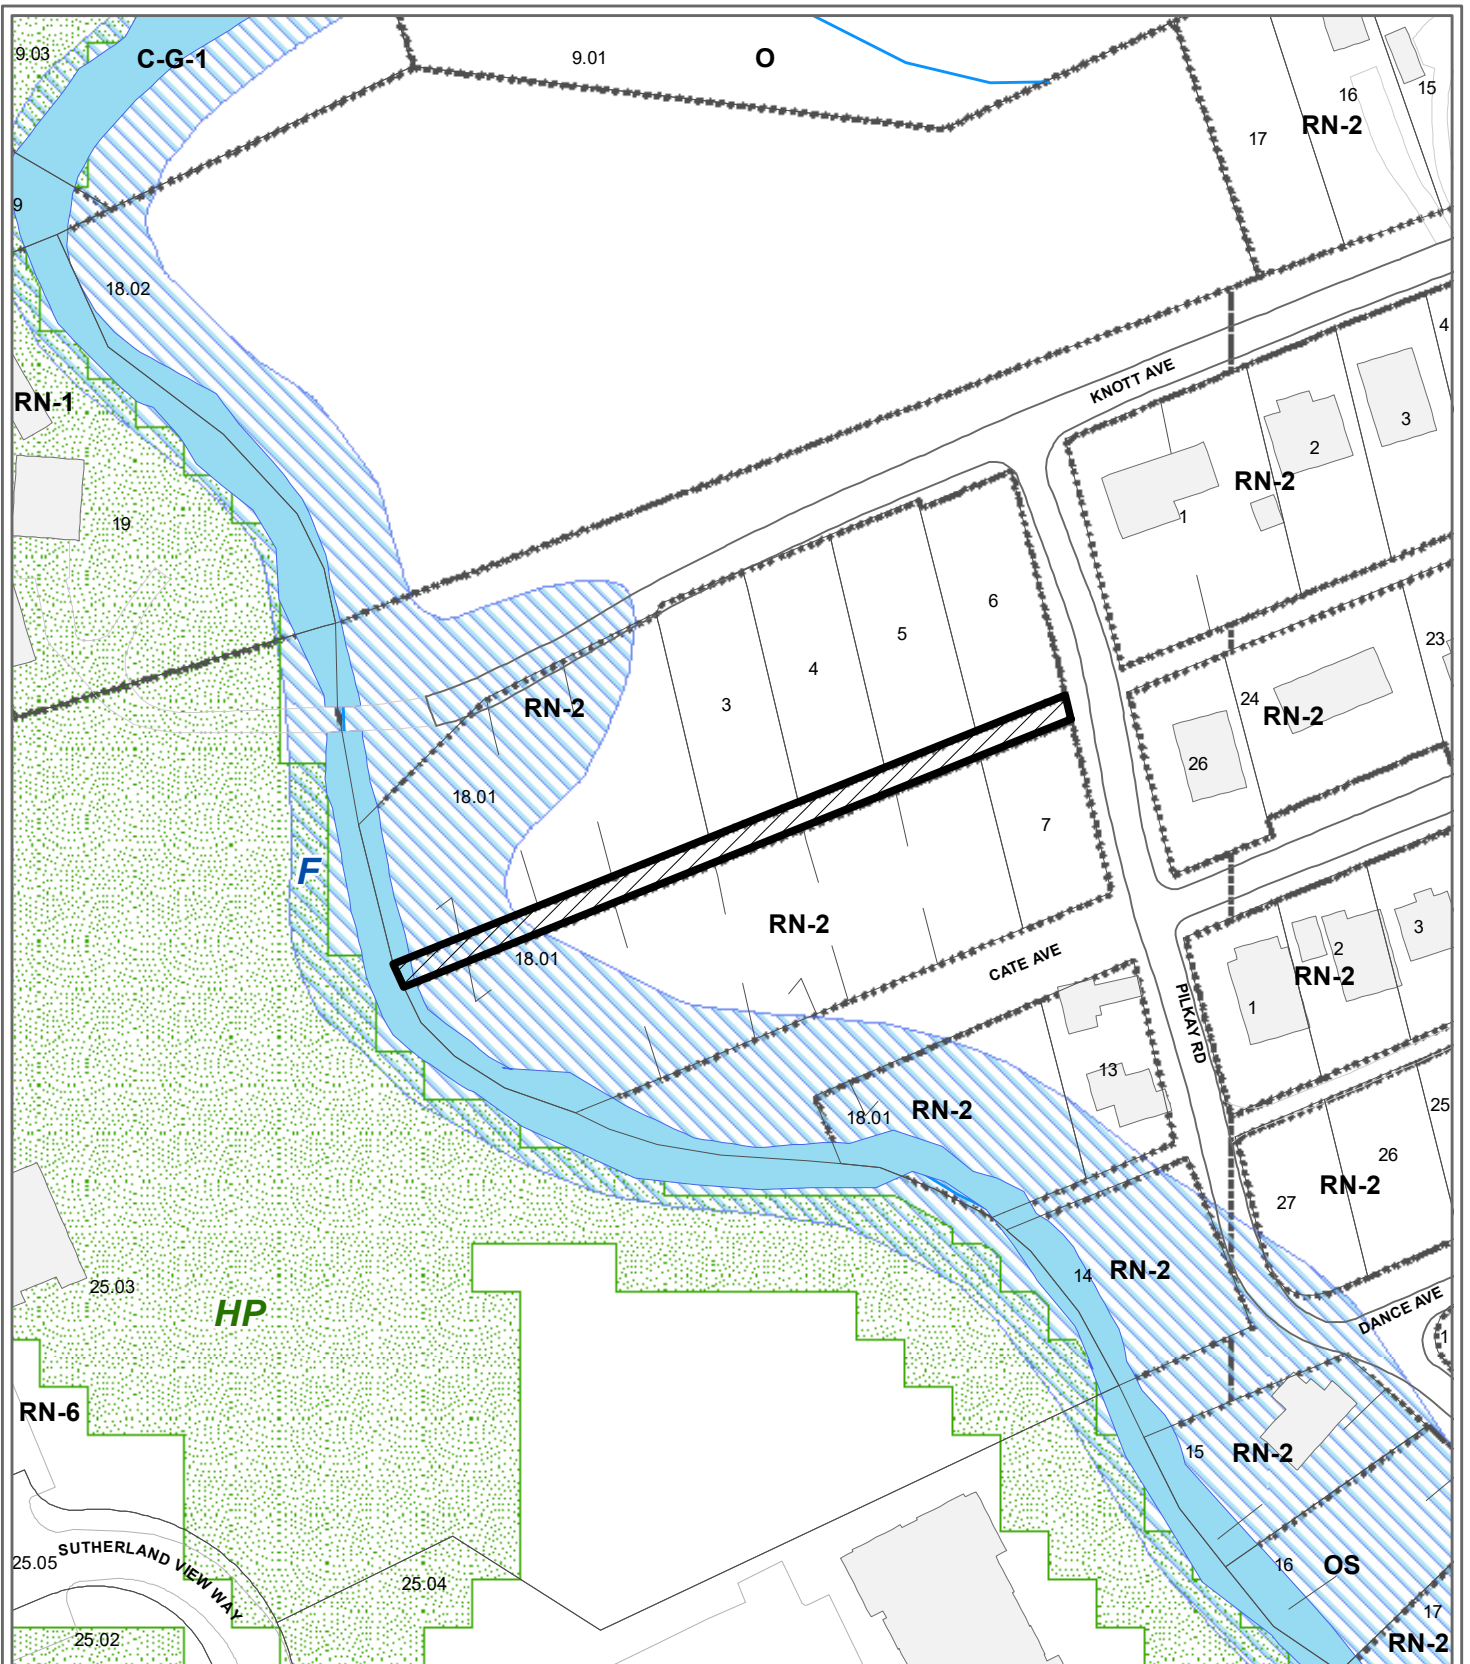 9.03
C-G-1
9.01
O
16
15
RN-2
17
9
18.02
4
KNOTT AVE
RN-1
3
2
RN-2
1
19
6
5
4
3
23
24
RN-2
RN-2
26
18.01
7
F
RN-2
3
2
18.01
CATE AVE
RN-2
1
PILKAY RD
13
25
18.01
RN-2
26
RN-2
27
14
RN-2
25.03
HP
DANCE AVE
1
RN-6
15
RN-2
SUTHERLAND VIEW WAY
25.05
16
OS
25.04
17
25.02
RN-2